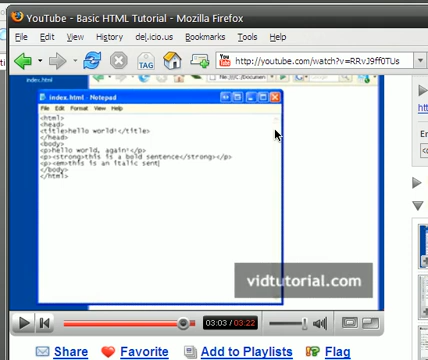 YouTube - Basic HTML Tutorial - Mozilla Firefox
File Edit View History del.icio.us Bookmarks Tools
TAG http://youtube.com/watch?v=RRvJ9ff0TUs
index.html
index.html - Notepad
File Edit Format View Help
<html>
<head>
<title>hello world!</title>
</head>
<body>
<p>hello world, again!</p>
<p><strong>this is a bold sentence</strong></p>
<p><em>this is an italic sent
</body>
</html>
vidtutorial.com
03:03 / 03:22
Share Favorite Add to Playlists Flag